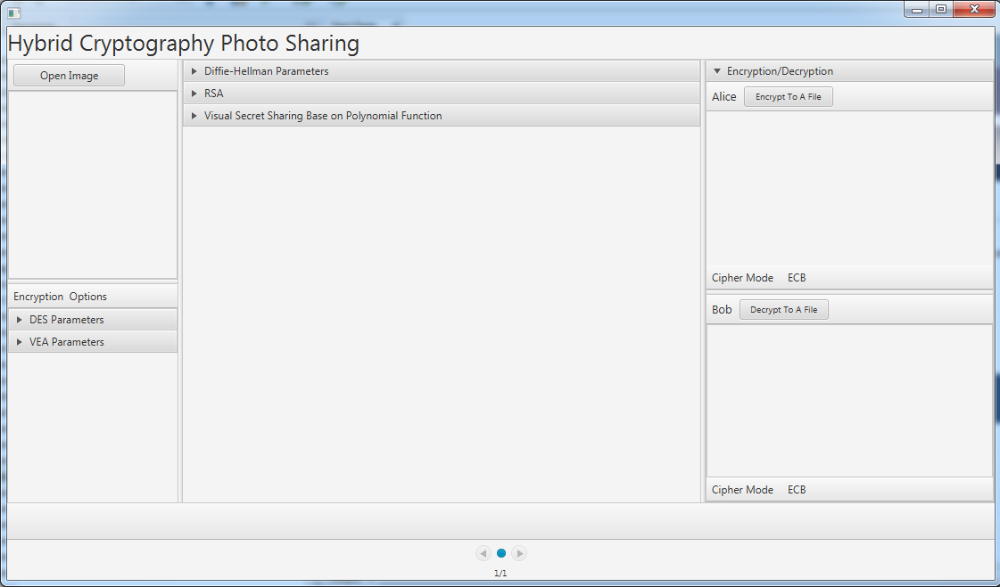 Hybrid Cryptography Photo Sharing
Open Image
Encryption Options
DES Parameters
VEA Parameters
Diffie-Hellman Parameters
RSA
Visual Secret Sharing Base on Polynomial Function
Encryption/Decryption
Alice Encrypt To A File
Cipher Mode ECB
Bob Decrypt To A File
Cipher Mode ECB
1/1